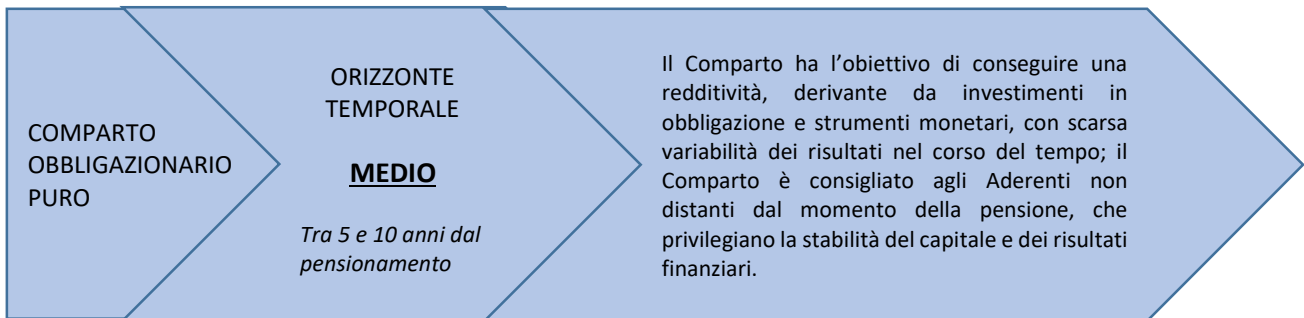 COMPARTO
OBBLIGAZIONARIO
PURO
ORIZZONTE
TEMPORALE
MEDIO
Tra 5 e 10 anni dal
pensionamento
Il Comparto ha l’obiettivo di conseguire una
redditività, derivante da investimenti in
obbligazione e strumenti monetari, con scarsa
variabilità dei risultati nel corso del tempo; il
Comparto è consigliato agli Aderenti non
distanti dal momento della pensione, che
privilegiano la stabilità del capitale e dei risultati
finanziari.